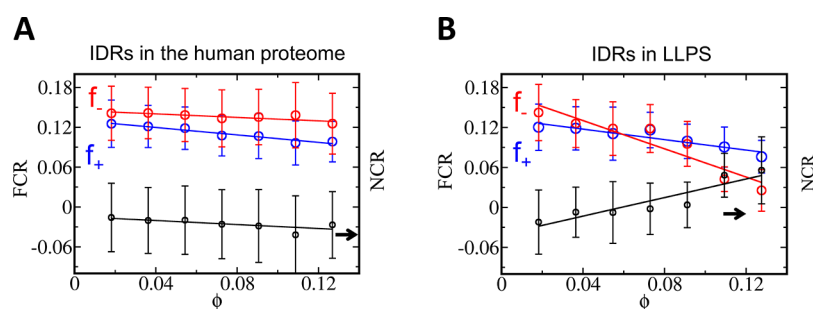 A
IDRs in the human proteome
0.18
0.12
0.06
0
-0.06
FCR
NCR
f-
f+
0
0.04
0.08
0.12
ϕ
B
IDRs in LLPS
0.18
0.12
0.06
0
-0.06
FCR
NCR
f-
f+
0
0.04
0.08
0.12
ϕ